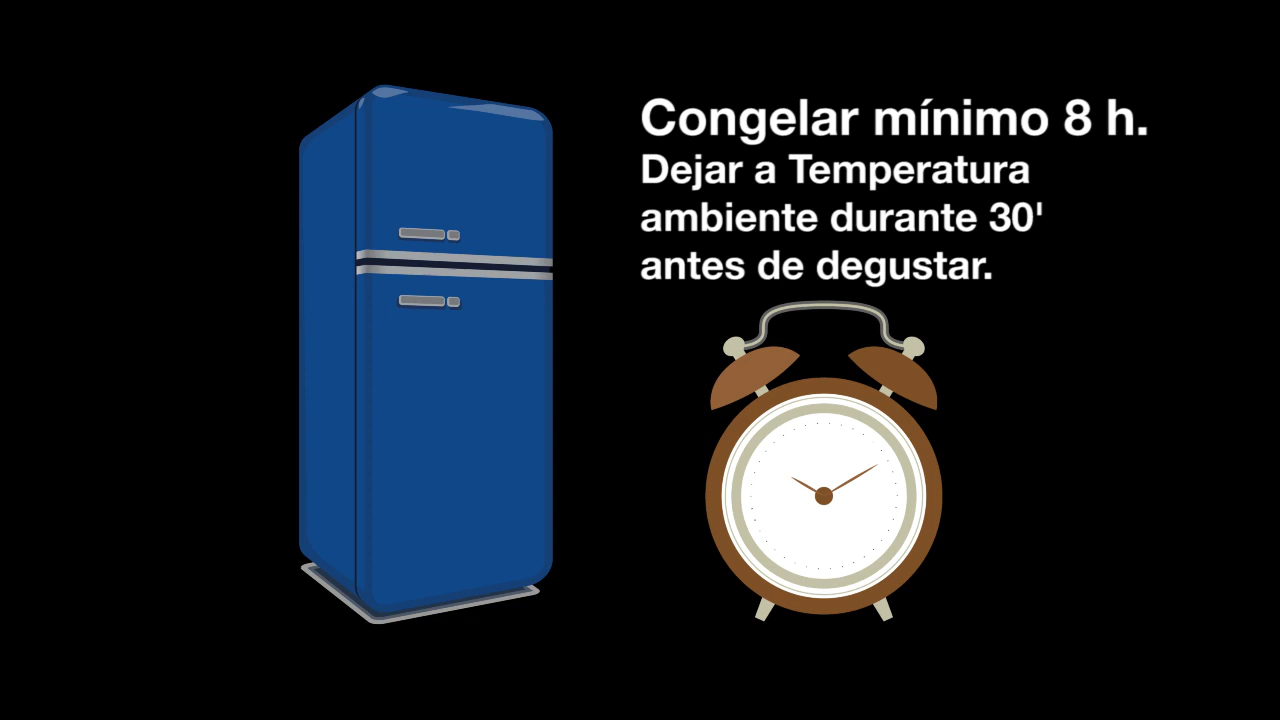 Congelar mínimo 8 h.
Dejar a Temperatura
ambiente durante 30'
antes de degustar.